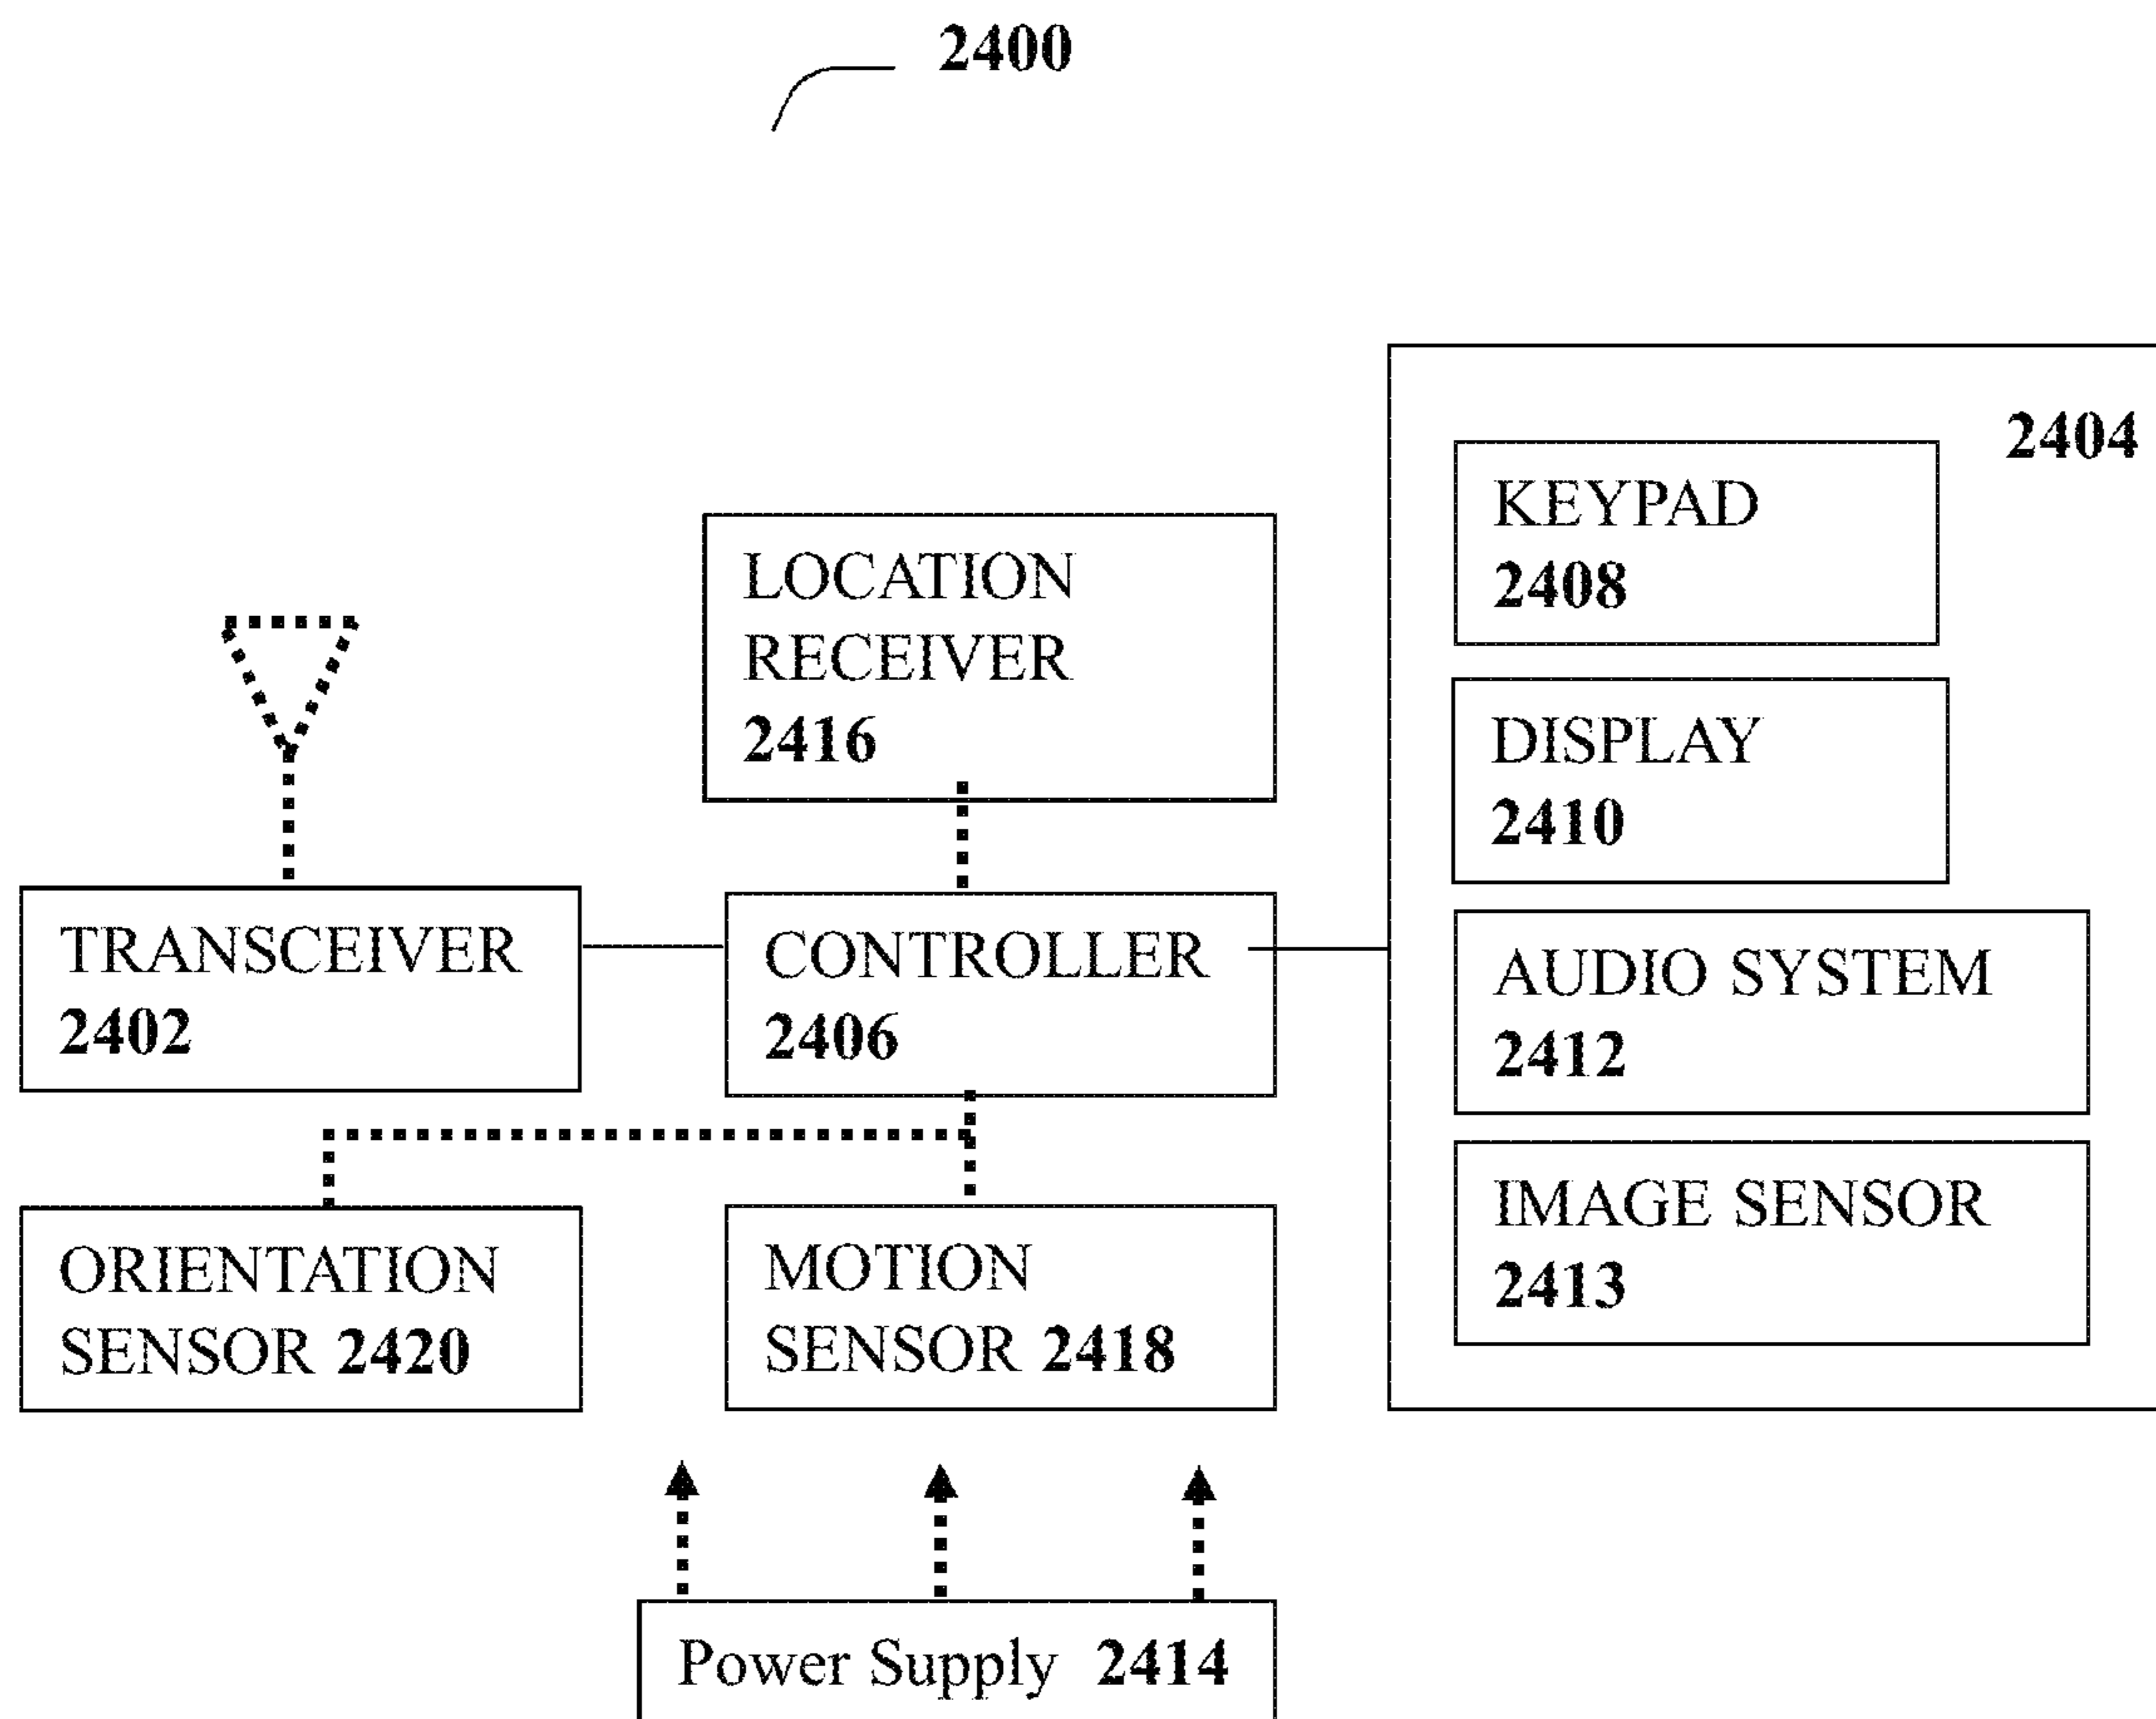 2400
2404
KEYPAD
2408
LOCATION
RECEIVER
2416
DISPLAY
2410
TRANSCEIVER
2402
CONTROLLER
2406
AUDIO SYSTEM
2412
IMAGE SENSOR
2413
ORIENTATION
SENSOR 2420
MOTION
SENSOR 2418
Power Supply 2414